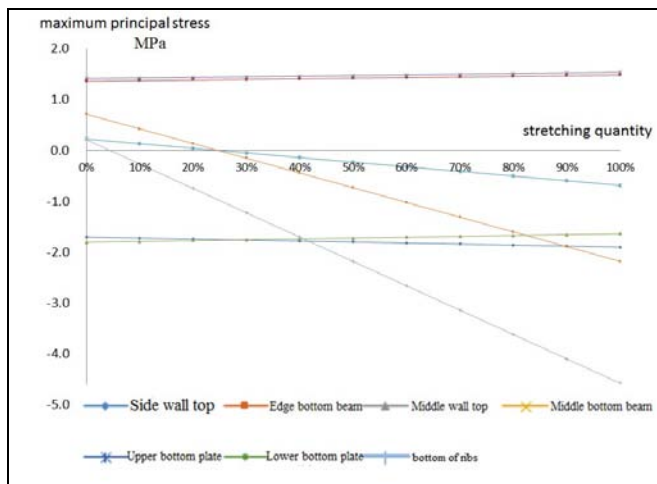 maximum principal stress
MPa
2.0
1.0
stretching quantity
0.0
0% 10% 20% 30% 40% 50% 60% 70% 80% 90% 100%
-1.0
-2.0
-3.0
-4.0
-5.0
Side wall top Edge bottom beam Middle wall top Middle bottom beam
Upper bottom plate Lower bottom plate bottom of ribs